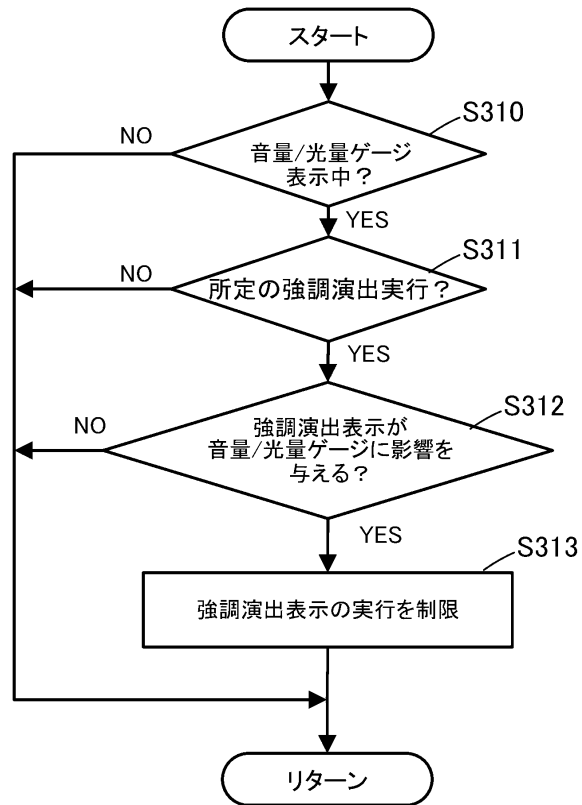 スタート
S310
NO
音量/光量ゲージ
表示中?
YES
S311
NO
所定の強調演出実行?
YES
S312
NO
強調演出表示が
音量/光量ゲージに影響を
与える?
YES
S313
強調演出表示の実行を制限
リターン